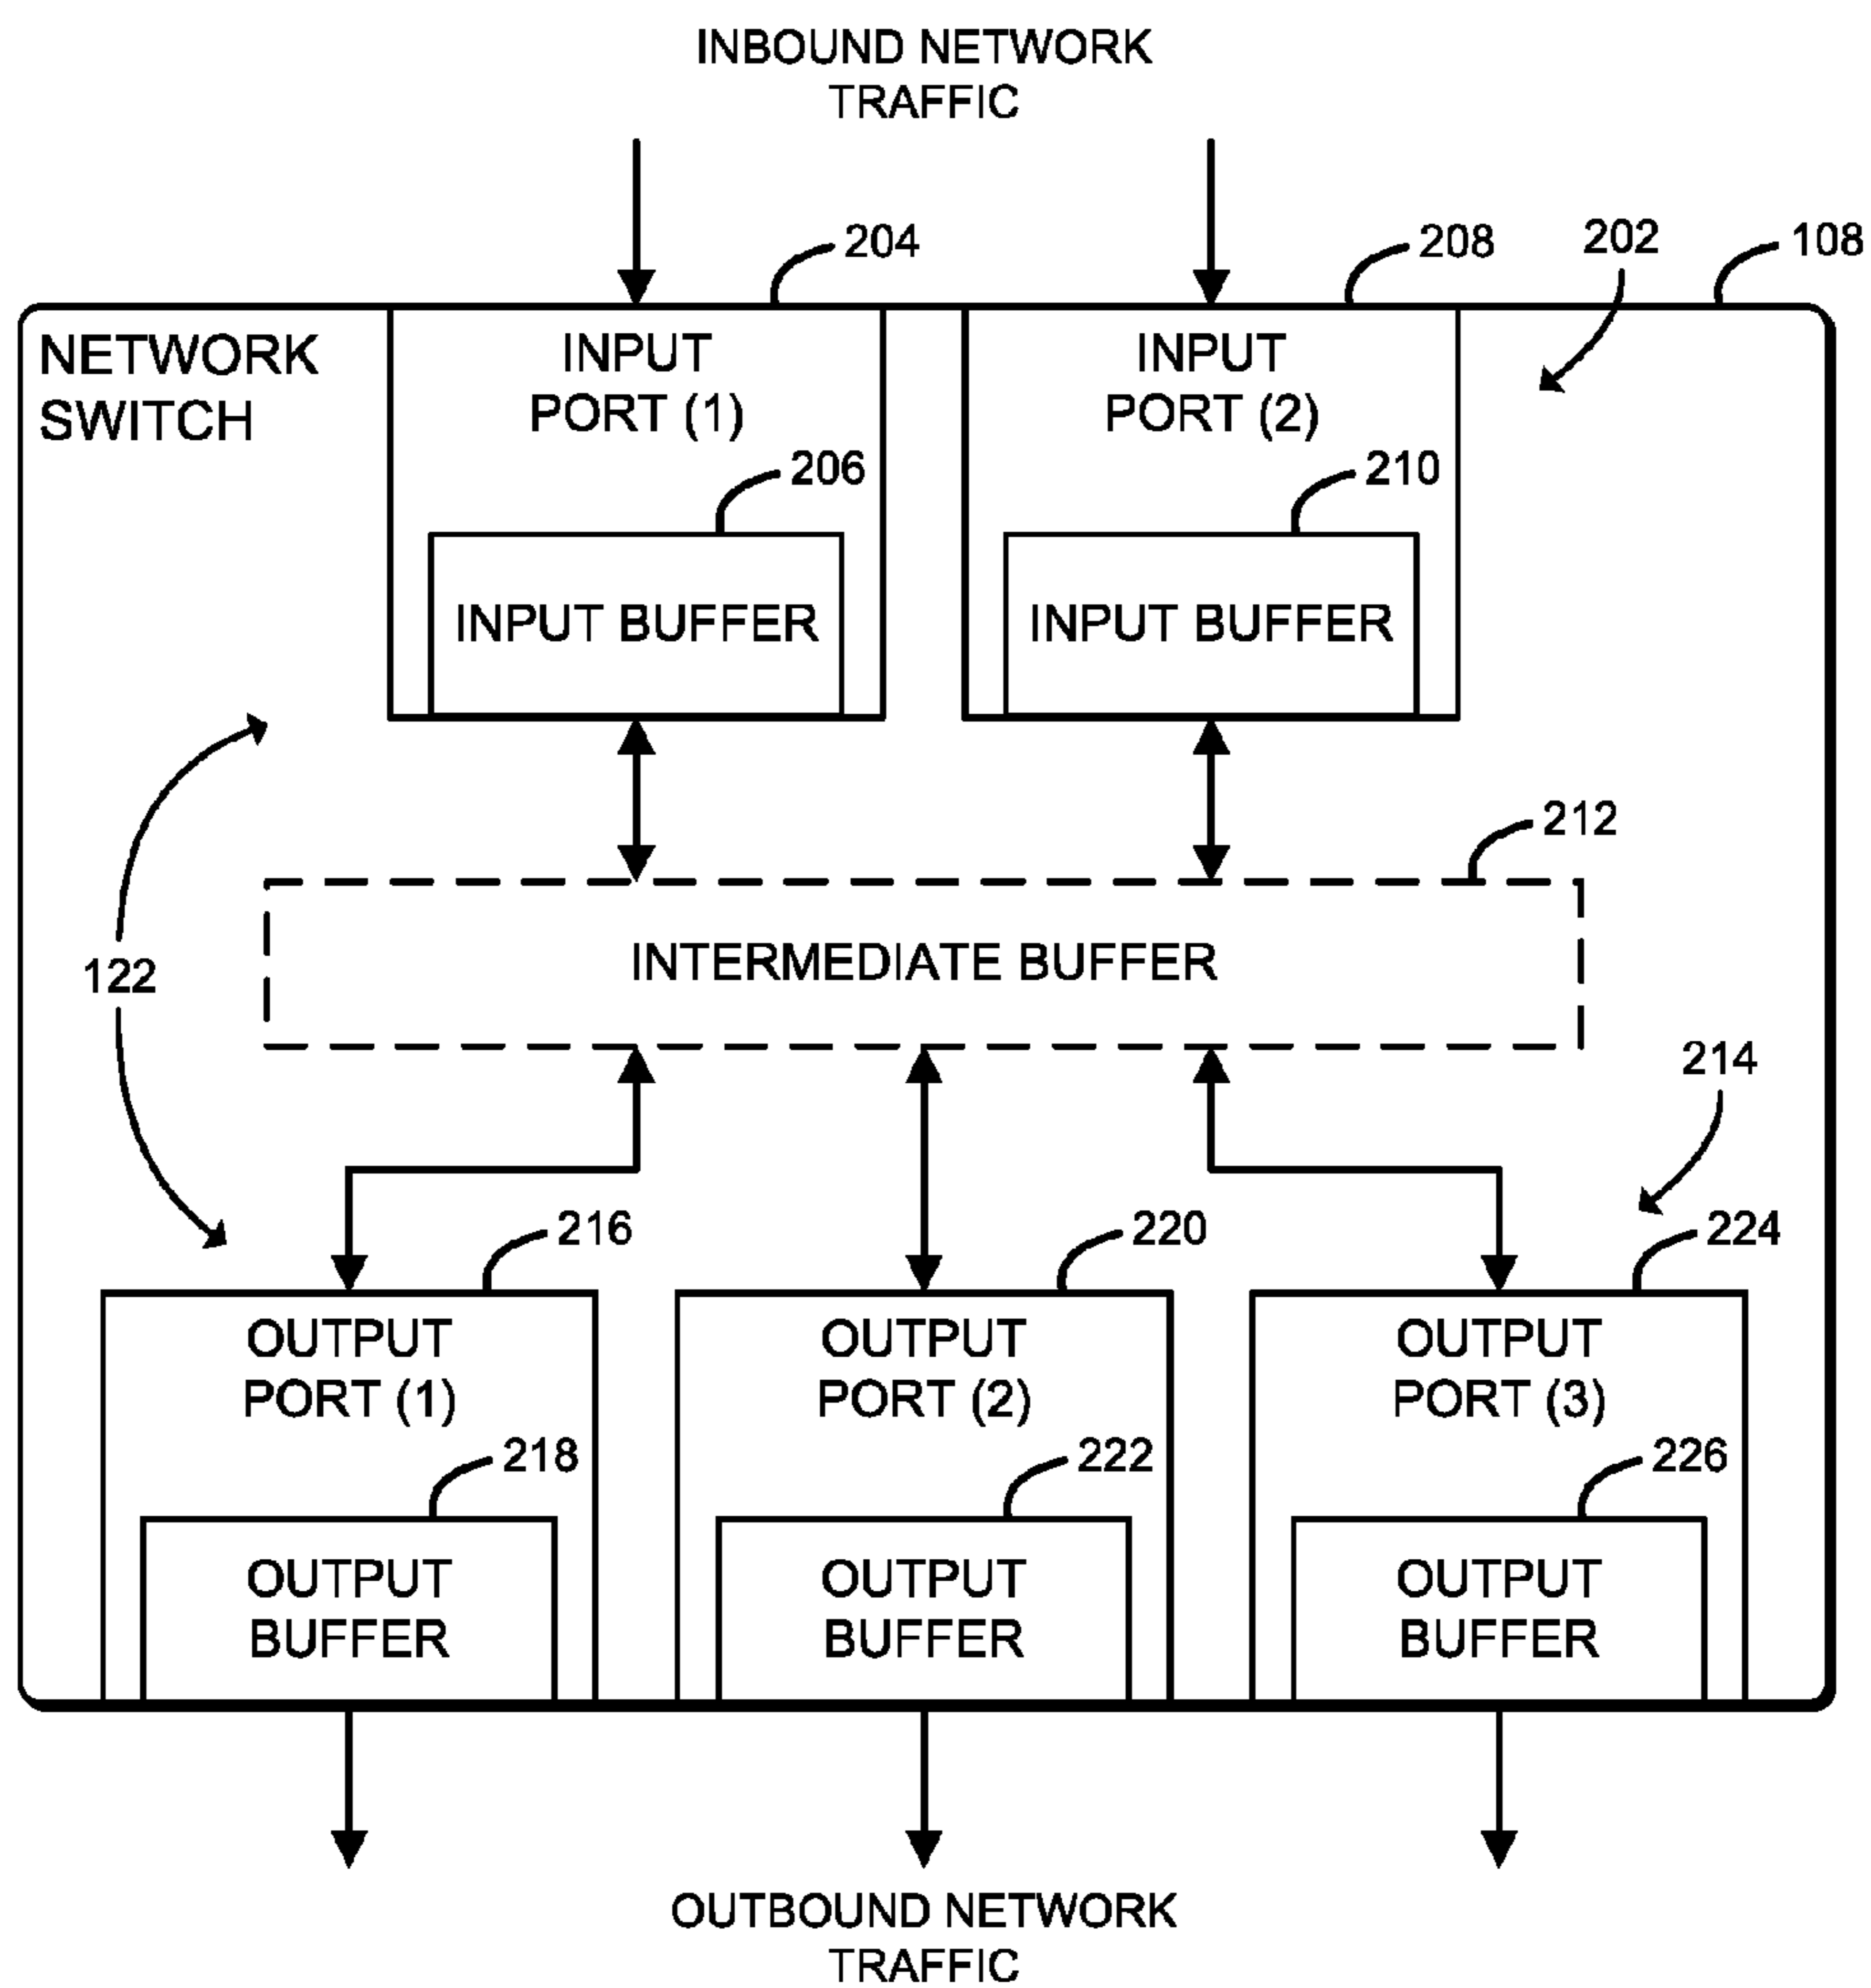 INBOUND NETWORK
TRAFFIC
204
208
202
108
NETWORK
SWITCH
INPUT
PORT (1)
INPUT
PORT (2)
206
210
INPUT BUFFER
INPUT BUFFER
212
INTERMEDIATE BUFFER
122
214
216
220
224
OUTPUT
PORT (1)
OUTPUT
PORT (2)
OUTPUT
PORT (3)
218
222
226
OUTPUT
BUFFER
OUTPUT
BUFFER
OUTPUT
BUFFER
OUTBOUND NETWORK
TRAFFIC